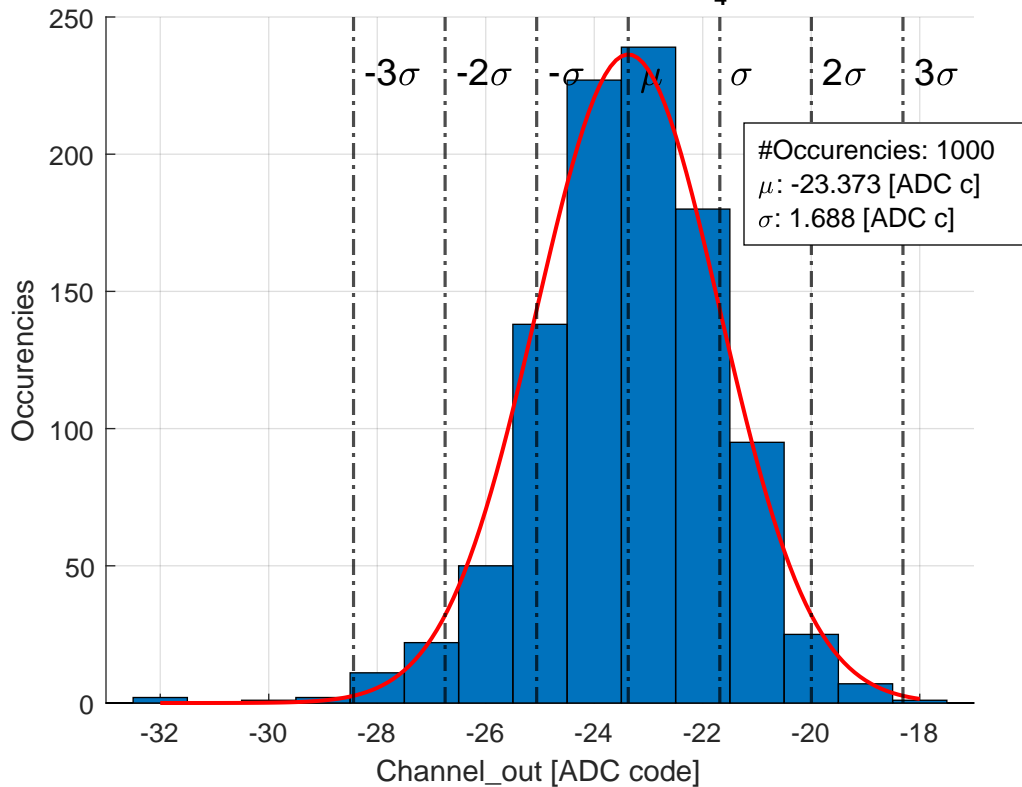 4
250
200
150
100
50
0
Occurencies
-3σ -2σ -σ μ σ 2σ 3σ
#Occurencies: 1000
μ: -23.373 [ADC c]
σ: 1.688 [ADC c]
-32 -30 -28 -26 -24 -22 -20 -18
Channel_out [ADC code]